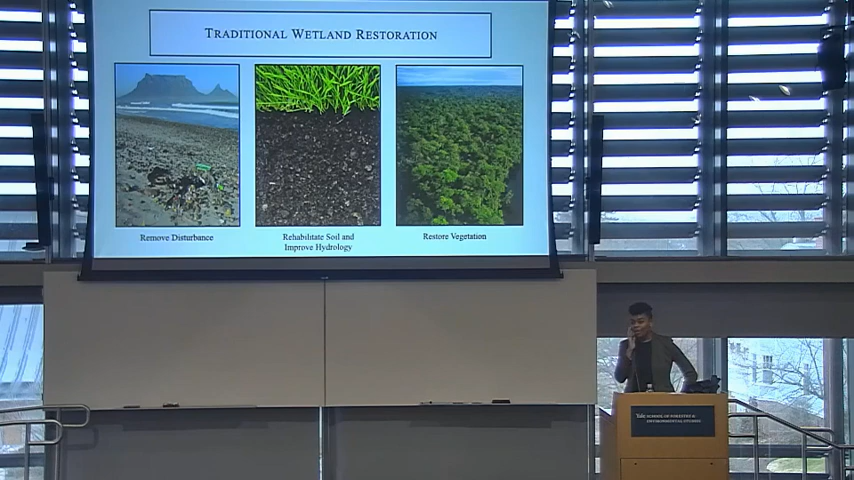 TRADITIONAL WETLAND RESTORATION
Remove Disturbance
Rehabilitate Soil and
Improve Hydrology
Restore Vegetation
Yale SCHOOL OF FORESTRY &
ENVIRONMENTAL STUDIES